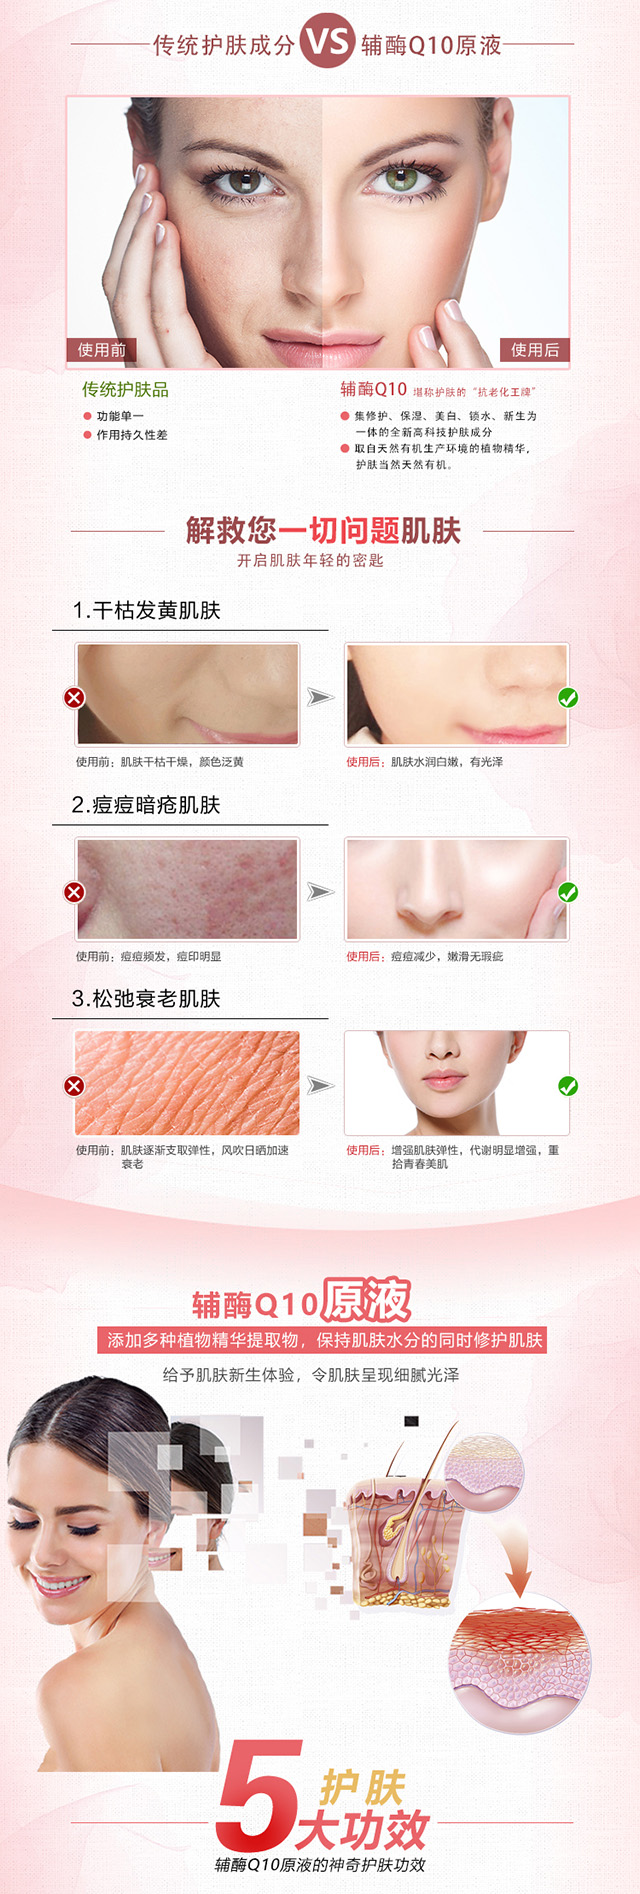 传统护肤成分 VS 辅酶Q10原液
使用前
使用后
传统护肤品
功能单一
作用持久性差
辅酶Q10 堪称护肤的“抗老化王牌”
集修护、保湿、美白、锁水、新生为
一体的全新高科技护肤成分
取自天然有机生产环境的植物精华，
护肤当然天然有机。
解救您一切问题肌肤
开启肌肤年轻的密匙
1.干枯发黄肌肤
使用前：肌肤干枯干燥，颜色泛黄
使用后：肌肤水润白嫩，有光泽
2.痘痘暗疮肌肤
使用前：痘痘频发，痘印明显
使用后：痘痘减少，嫩滑无瑕疵
3.松弛衰老肌肤
使用前：肌肤逐渐支取弹性，风吹日晒加速
衰老
使用后：增强肌肤弹性，代谢明显增强，重
拾青春美肌
辅酶Q10原液
添加多种植物精华提取物，保持肌肤水分的同时修护肌肤
给予肌肤新生体验，令肌肤呈现细腻光泽
5护肤
大功效
辅酶Q10原液的神奇护肤功效